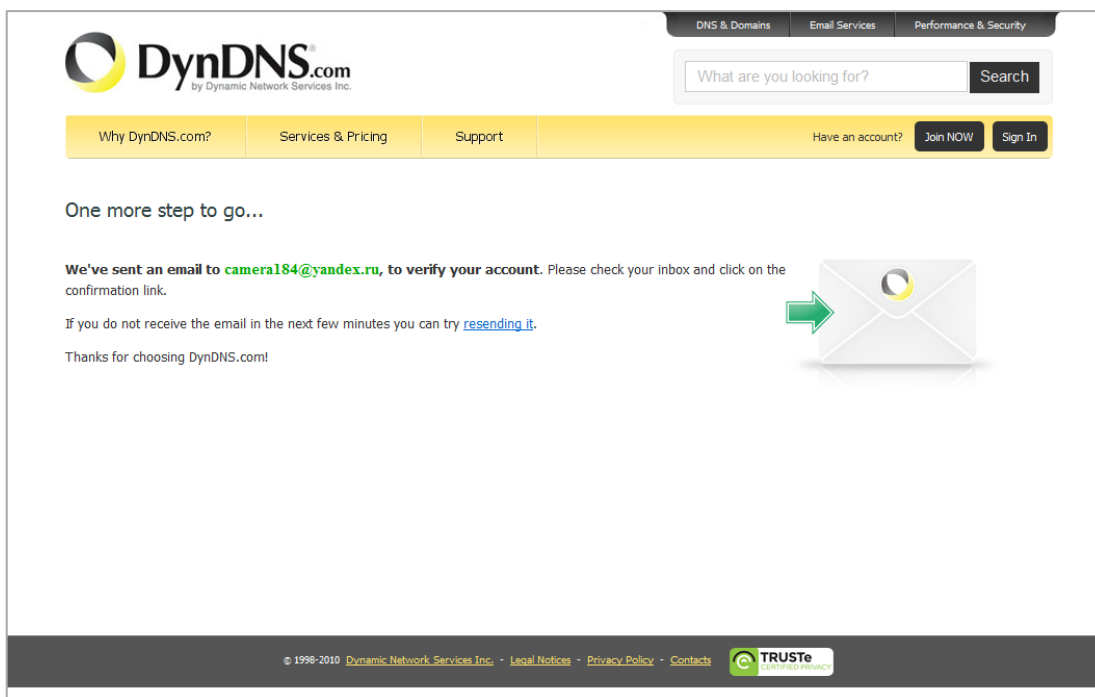 DNS & Domains Email Services Performance & Security
DynDNS.com
by Dynamic Network Services Inc.
What are you looking for? Search
Why DynDNS.com? Services & Pricing Support Have an account? Join NOW Sign In
One more step to go...
We've sent an email to camera184@yandex.ru, to verify your account. Please check your inbox and click on the
confirmation link.
If you do not receive the email in the next few minutes you can try resending it.
Thanks for choosing DynDNS.com!
© 1998-2010 Dynamic Network Services Inc. - Legal Notices - Privacy Policy - Contacts TRUSTe
CERTIFIED PRIVACY